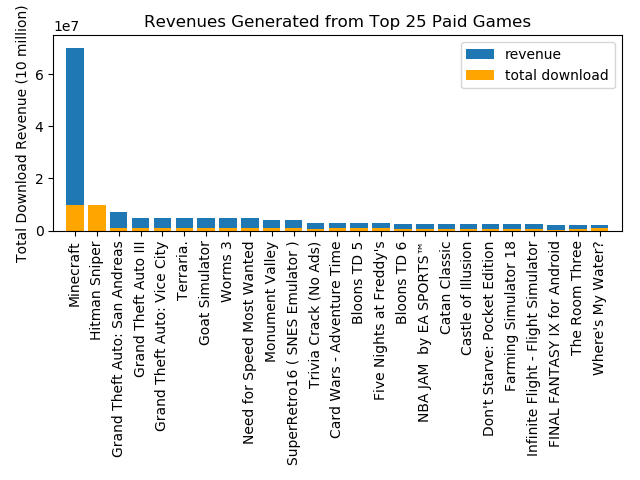 Revenues Generated from Top 25 Paid Games
1e7
Total Download Revenue (10 million)
6
4
2
0
revenue
total download
Minecraft
Hitman Sniper
Grand Theft Auto: San Andreas
Grand Theft Auto III
Grand Theft Auto: Vice City
Terraria.
Goat Simulator
Worms 3
Need for Speed Most Wanted
Monument Valley
SuperRetro16 ( SNES Emulator )
Trivia Crack (No Ads)
Card Wars - Adventure Time
Bloons TD 5
Five Nights at Freddy's
Bloons TD 6
NBA JAM  by EA SPORTS™
Catan Classic
Castle of Illusion
Don't Starve: Pocket Edition
Farming Simulator 18
Infinite Flight - Flight Simulator
FINAL FANTASY IX for Android
The Room Three
Where's My Water?